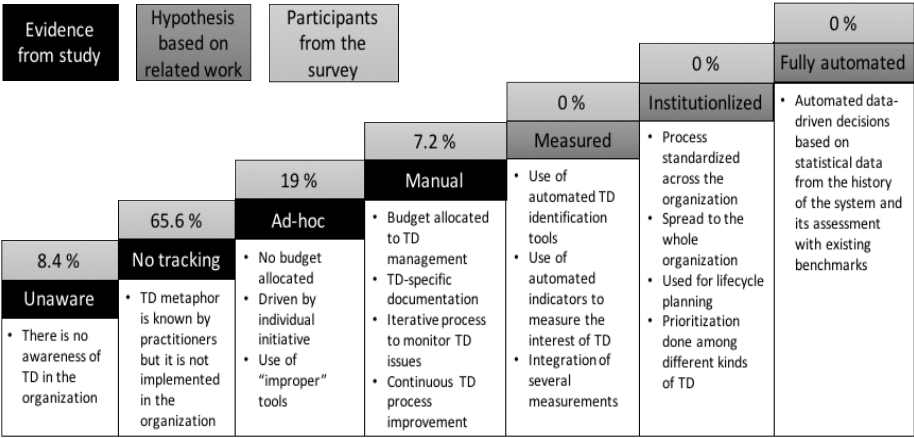 Evidence
from study
Hypothesis
based on
related work
Participants
from the
survey
8.4 %
Unaware
• There is no
awareness of
TD in the
organization
65.6 %
No tracking
• TD metaphor
is known by
practitioners
but it is not
implemented
in the
organization
19 %
Ad-hoc
• No budget
allocated
• Driven by
individual
initiative
• Use of
“improper”
tools
7.2 %
Manual
• Budget allocated
to TD
management
• TD-specific
documentation
• Iterative process
to monitor TD
issues
• Continuous TD
process
improvement
0 %
Measured
• Use of
automated TD
identification
tools
• Use of
automated
indicators to
measure the
interest of TD
• Integration of
several
measurements
0 %
Institutionlized
• Process
standardized
across the
organization
• Spread to the
whole
organization
• Used for lifecycle
planning
• Prioritization
done among
different kinds
of TD
0 %
Fully automated
• Automated data-
driven decisions
based on
statistical data
from the history
of the system and
its assessment
with existing
benchmarks